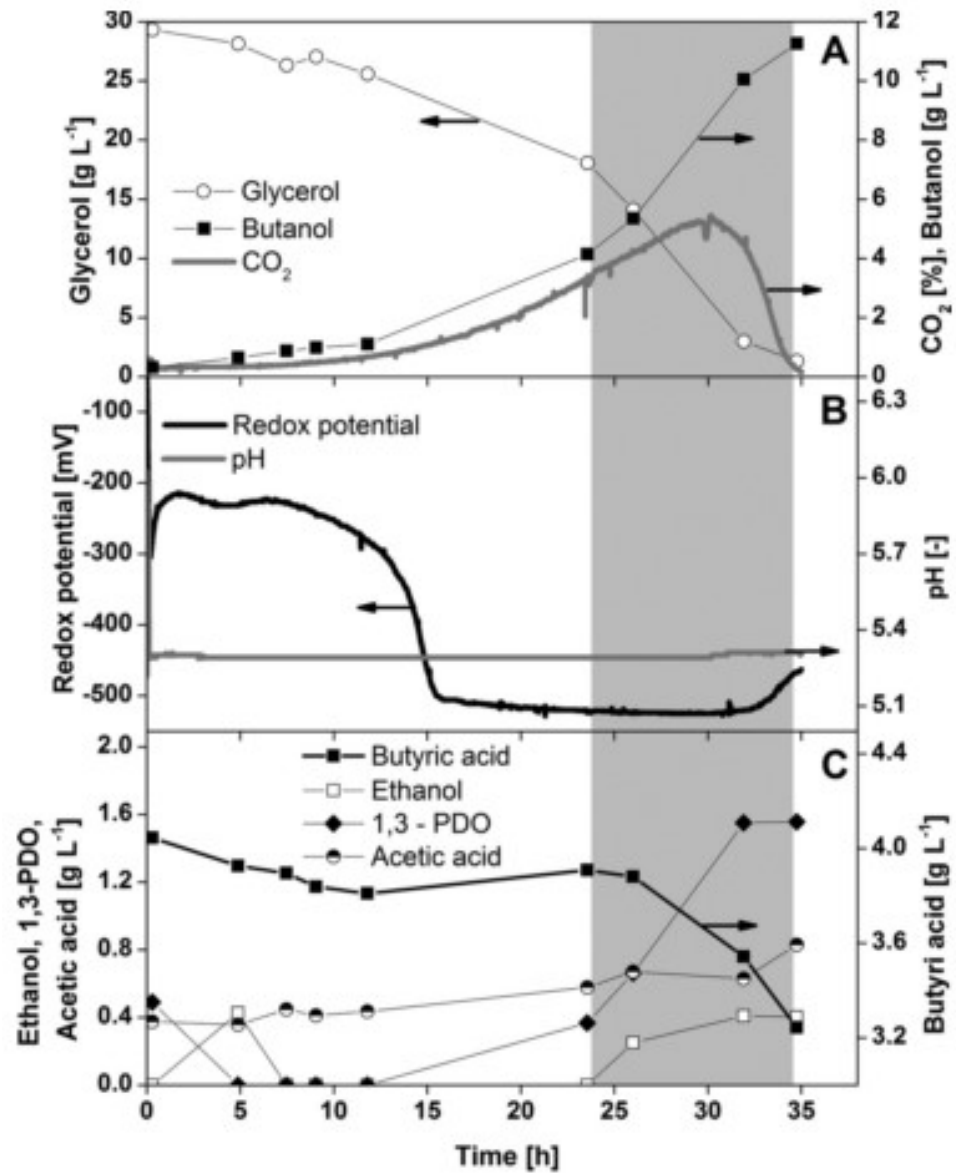 A
Glycerol [g L⁻¹]
30
25
20
15
10
5
0
Glycerol
Butanol
CO₂
12
10
8
6
4
2
0
CO₂ [%], Butanol [g L⁻¹]
B
Redox potential [mV]
-100
-200
-300
-400
-500
Redox potential
pH
6.3
6.0
5.7
5.4
5.1
pH [-]
C
Ethanol, 1,3-PDO,
Acetic acid [g L⁻¹]
2.0
1.6
1.2
0.8
0.4
0.0
Butyric acid
Ethanol
1,3 - PDO
Acetic acid
4.4
4.0
3.6
3.2
Butyri acid [g L⁻¹]
0 5 10 15 20 25 30 35
Time [h]